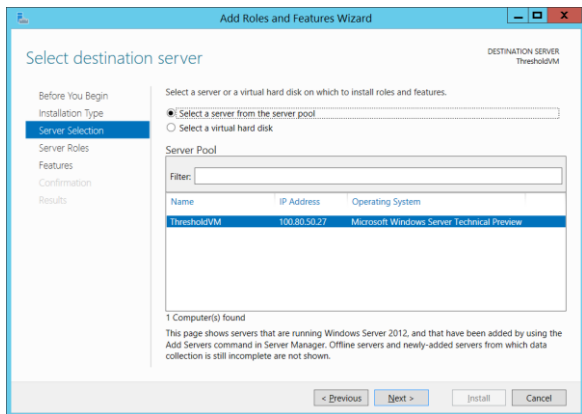 Add Roles and Features Wizard
Select destination server
DESTINATION SERVER
ThresholdVM
Before You Begin
Installation Type
Server Selection
Server Roles
Features
Confirmation
Results
Select a server or a virtual hard disk on which to install roles and features.
Select a server from the server pool
Select a virtual hard disk
Server Pool
Filter:
Name IP Address Operating System
ThresholdVM 100.80.50.27 Microsoft Windows Server Technical Preview
1 Computer(s) found
This page shows servers that are running Windows Server 2012, and that have been added by using the
Add Servers command in Server Manager. Offline servers and newly-added servers from which data
collection is still incomplete are not shown.
< Previous Next > Install Cancel